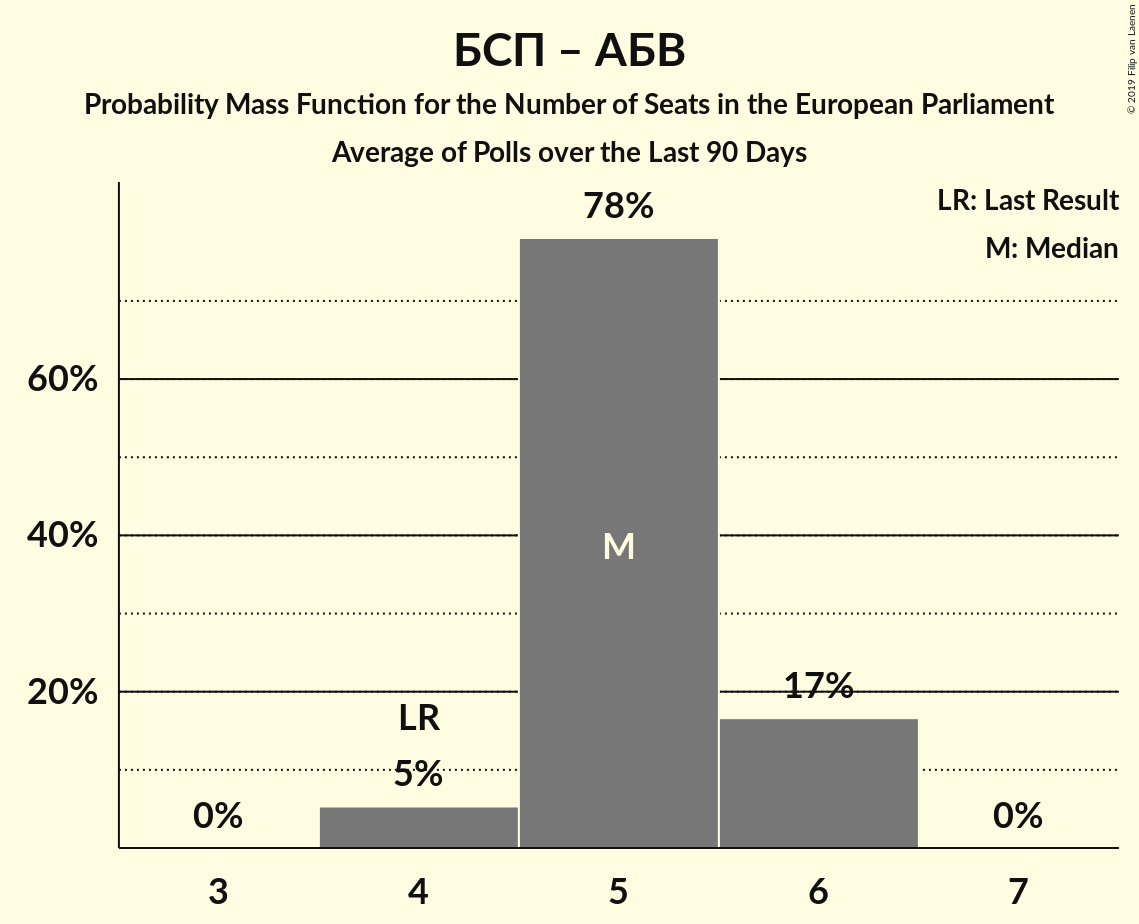 БСП – АБВ
Probability Mass Function for the Number of Seats in the European Parliament
Average of Polls over the Last 90 Days
© 2019 Filip van Laenen
LR: Last Result
M: Median
78%
60%
40%
M
20%
17%
LR
5%
0%
0%
3 4 5 6 7